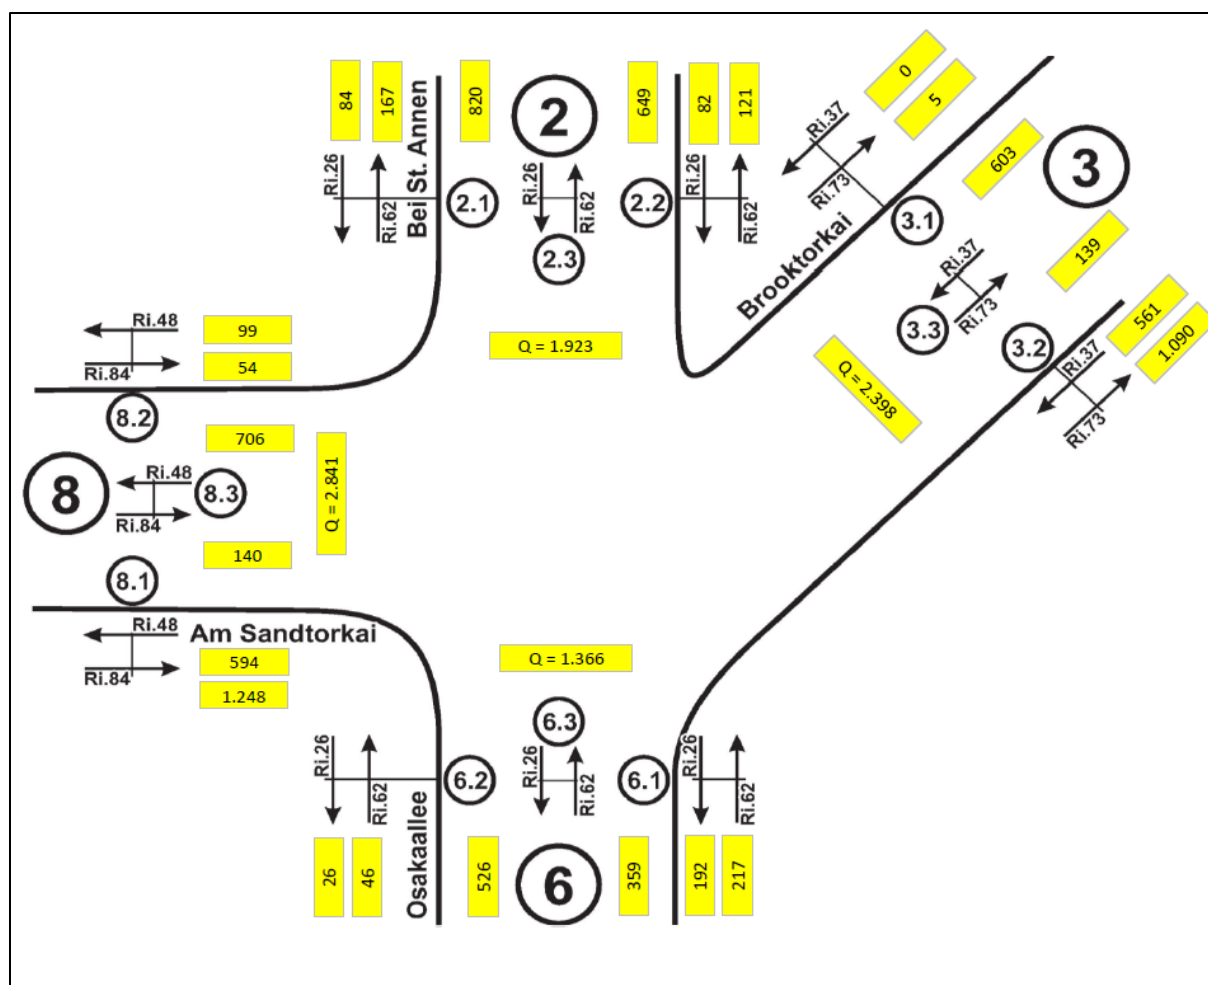 84
167
820
2
649
82
121
0
5
Ri.26
Ri.62
Bei St. Annen
2.1
Ri.26
Ri.62
2.3
2.2
Ri.26
Ri.62
Ri.37
Ri.73
603
3
3.1
Brooktorkai
139
Ri.37
Ri.73
3.3
3.2
561
1.090
Ri.37
Ri.73
Q = 1.923
Q = 2.398
Ri.48
99
Ri.84
54
8.2
706
8
Ri.48
Ri.84
8.3
Q = 2.841
8.1
140
Ri.48
Am Sandtorkai
Ri.84
594
1.248
Q = 1.366
Ri.26
Ri.62
6.2
6.3
Ri.26
Ri.62
6.1
Ri.26
Ri.62
26
46
Osakaallee
526
6
359
192
217